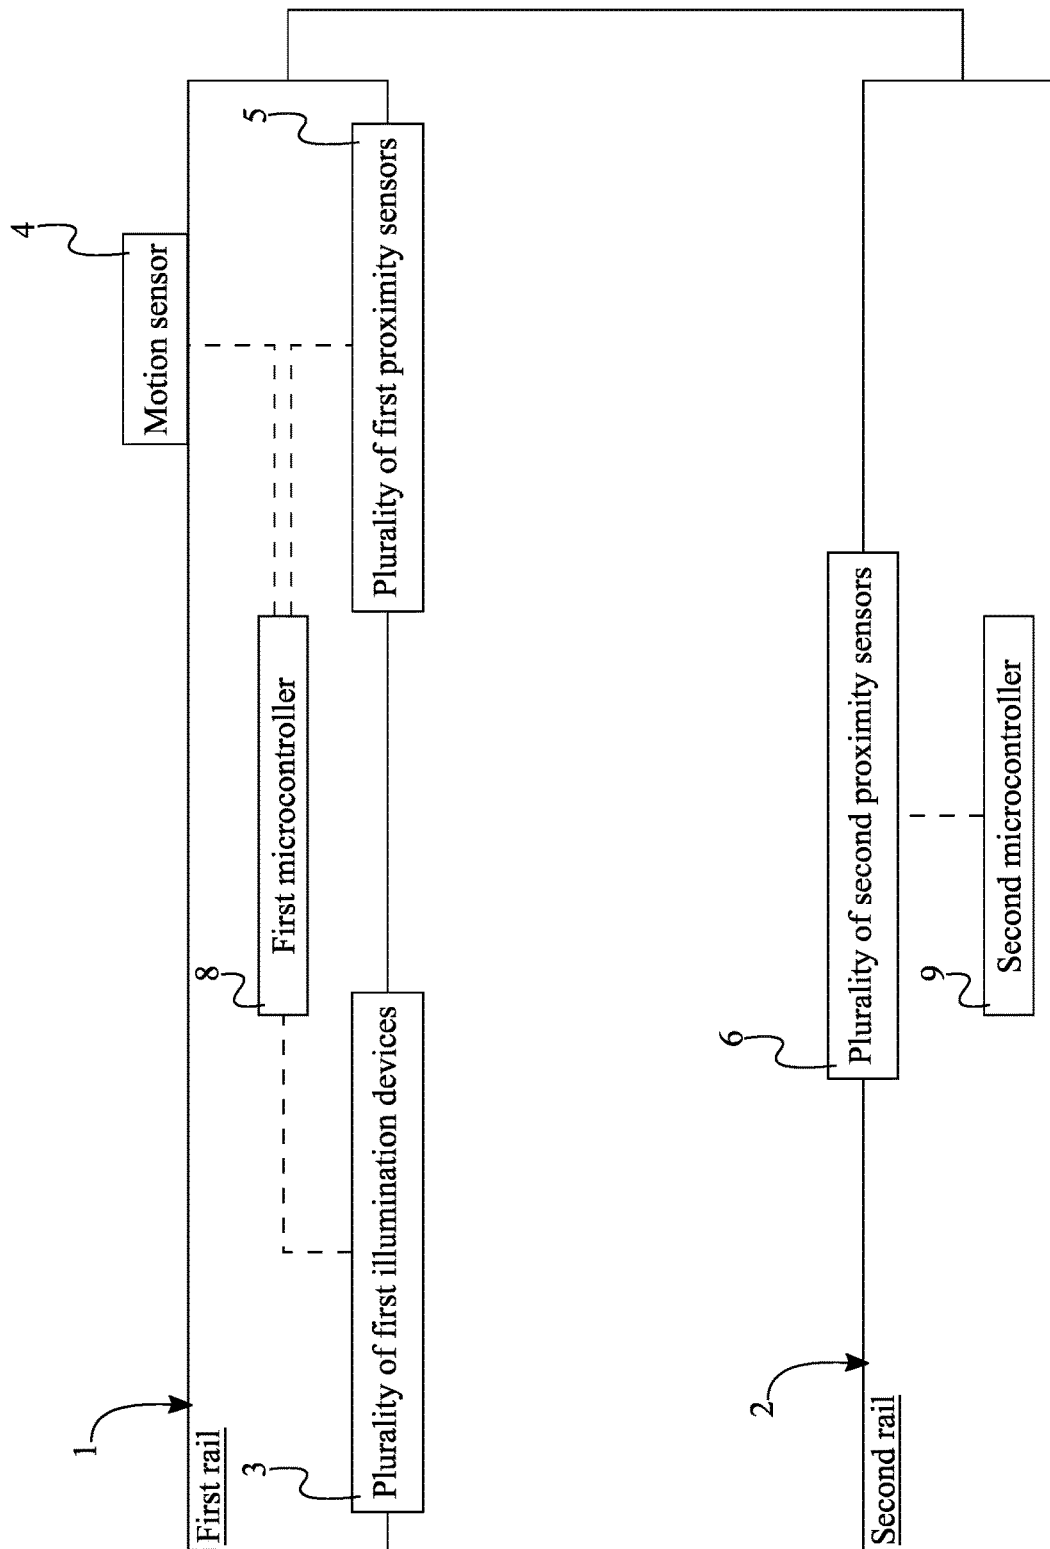 First rail
1
Motion sensor
4
First microcontroller
8
Plurality of first illumination devices
3
Plurality of first proximity sensors
5
Second rail
2
Plurality of second proximity sensors
6
Second microcontroller
9